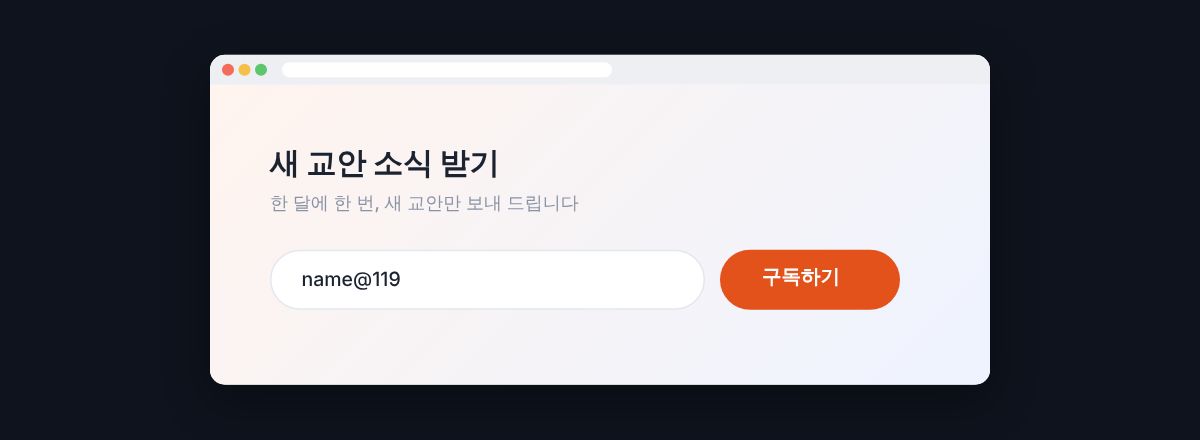 새 교안 소식 받기
한 달에 한 번, 새 교안만 보내 드립니다
name@119
구독하기